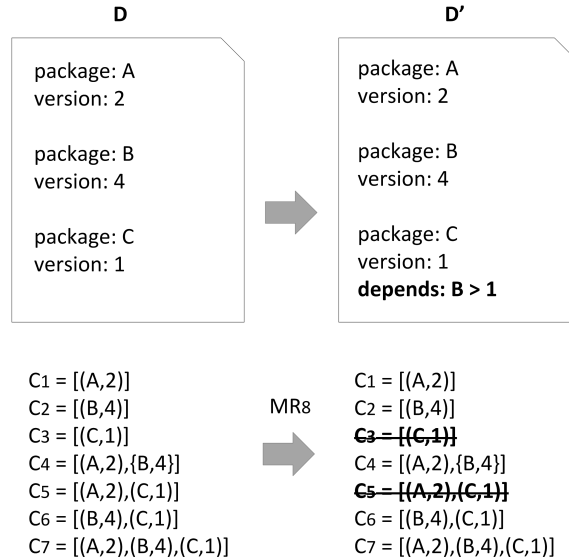 D
package: A
version: 2
package: B
version: 4
package: C
version: 1
D’
package: A
version: 2
package: B
version: 4
package: C
version: 1
depends: B > 1
C1 = [(A,2)]
C2 = [(B,4)]
C3 = [(C,1)]
C4 = [(A,2),{B,4}]
C5 = [(A,2),(C,1)]
C6 = [(B,4),(C,1)]
C7 = [(A,2),(B,4),(C,1)]
MR8
C1 = [(A,2)]
C2 = [(B,4)]
C3 = [(C,1)]
C4 = [(A,2),{B,4}]
C5 = [(A,2),(C,1)]
C6 = [(B,4),(C,1)]
C7 = [(A,2),(B,4),(C,1)]